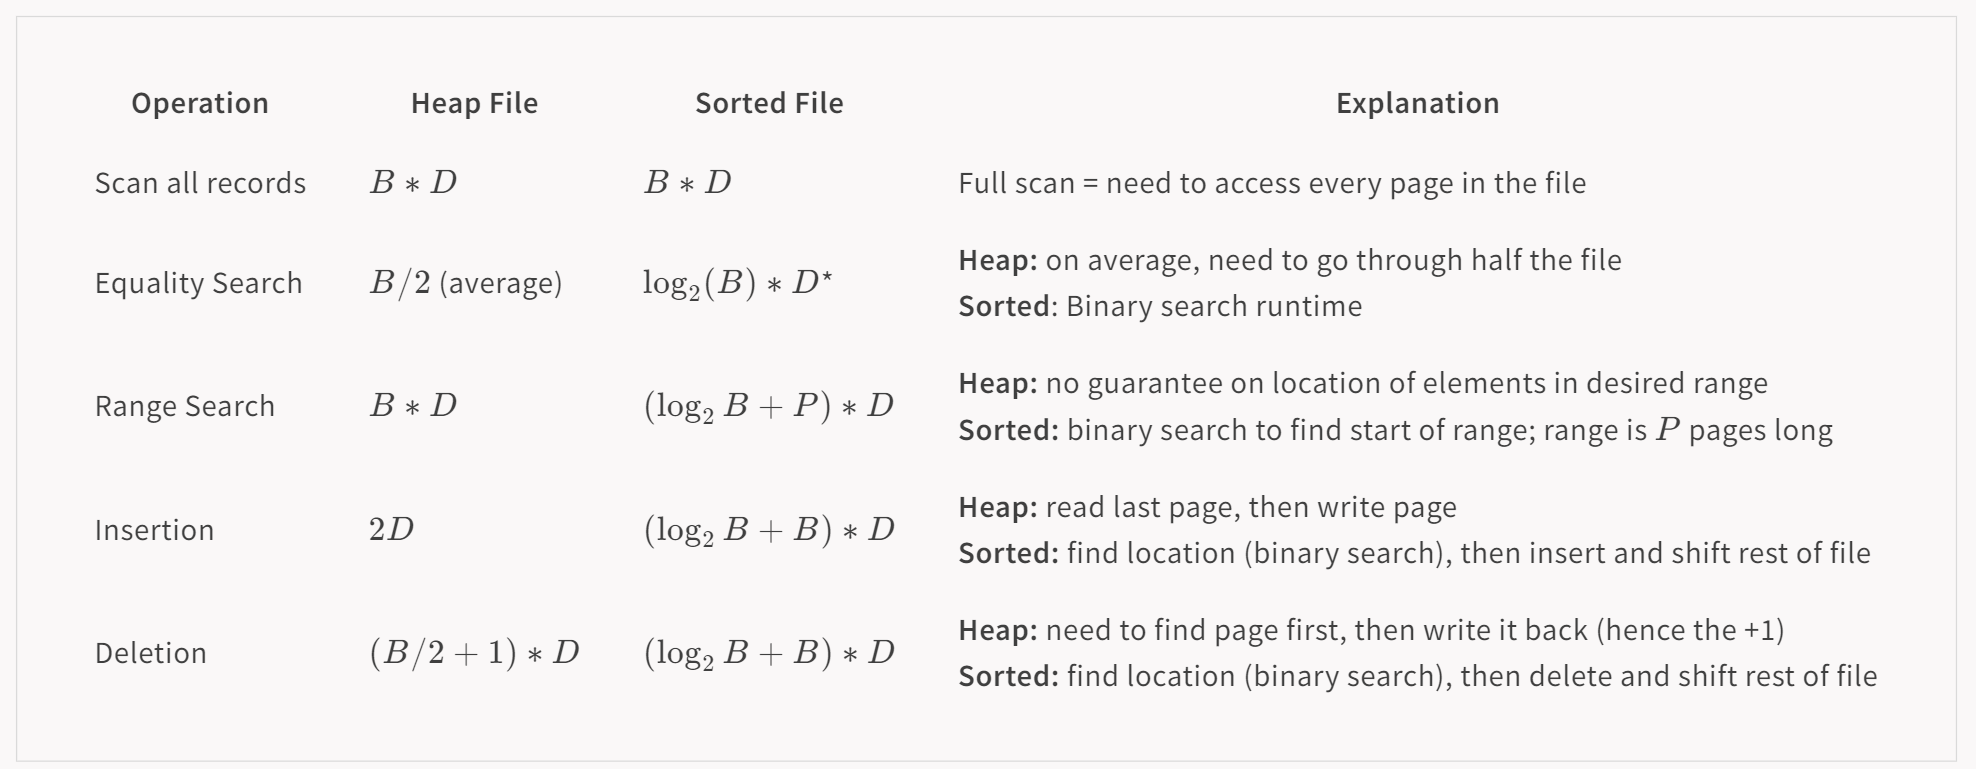 Operation Heap File Sorted File Explanation
Scan all records B ∗ D B ∗ D Full scan = need to access every page in the file
Equality Search B/2 (average) log₂(B) ∗ D* Heap: on average, need to go through half the file
Sorted: Binary search runtime
Range Search B ∗ D (log₂ B + P) ∗ D Heap: no guarantee on location of elements in desired range
Sorted: binary search to find start of range; range is P pages long
Insertion 2D (log₂ B + B) ∗ D Heap: read last page, then write page
Sorted: find location (binary search), then insert and shift rest of file
Deletion (B/2 + 1) ∗ D (log₂ B + B) ∗ D Heap: need to find page first, then write it back (hence the +1)
Sorted: find location (binary search), then delete and shift rest of file